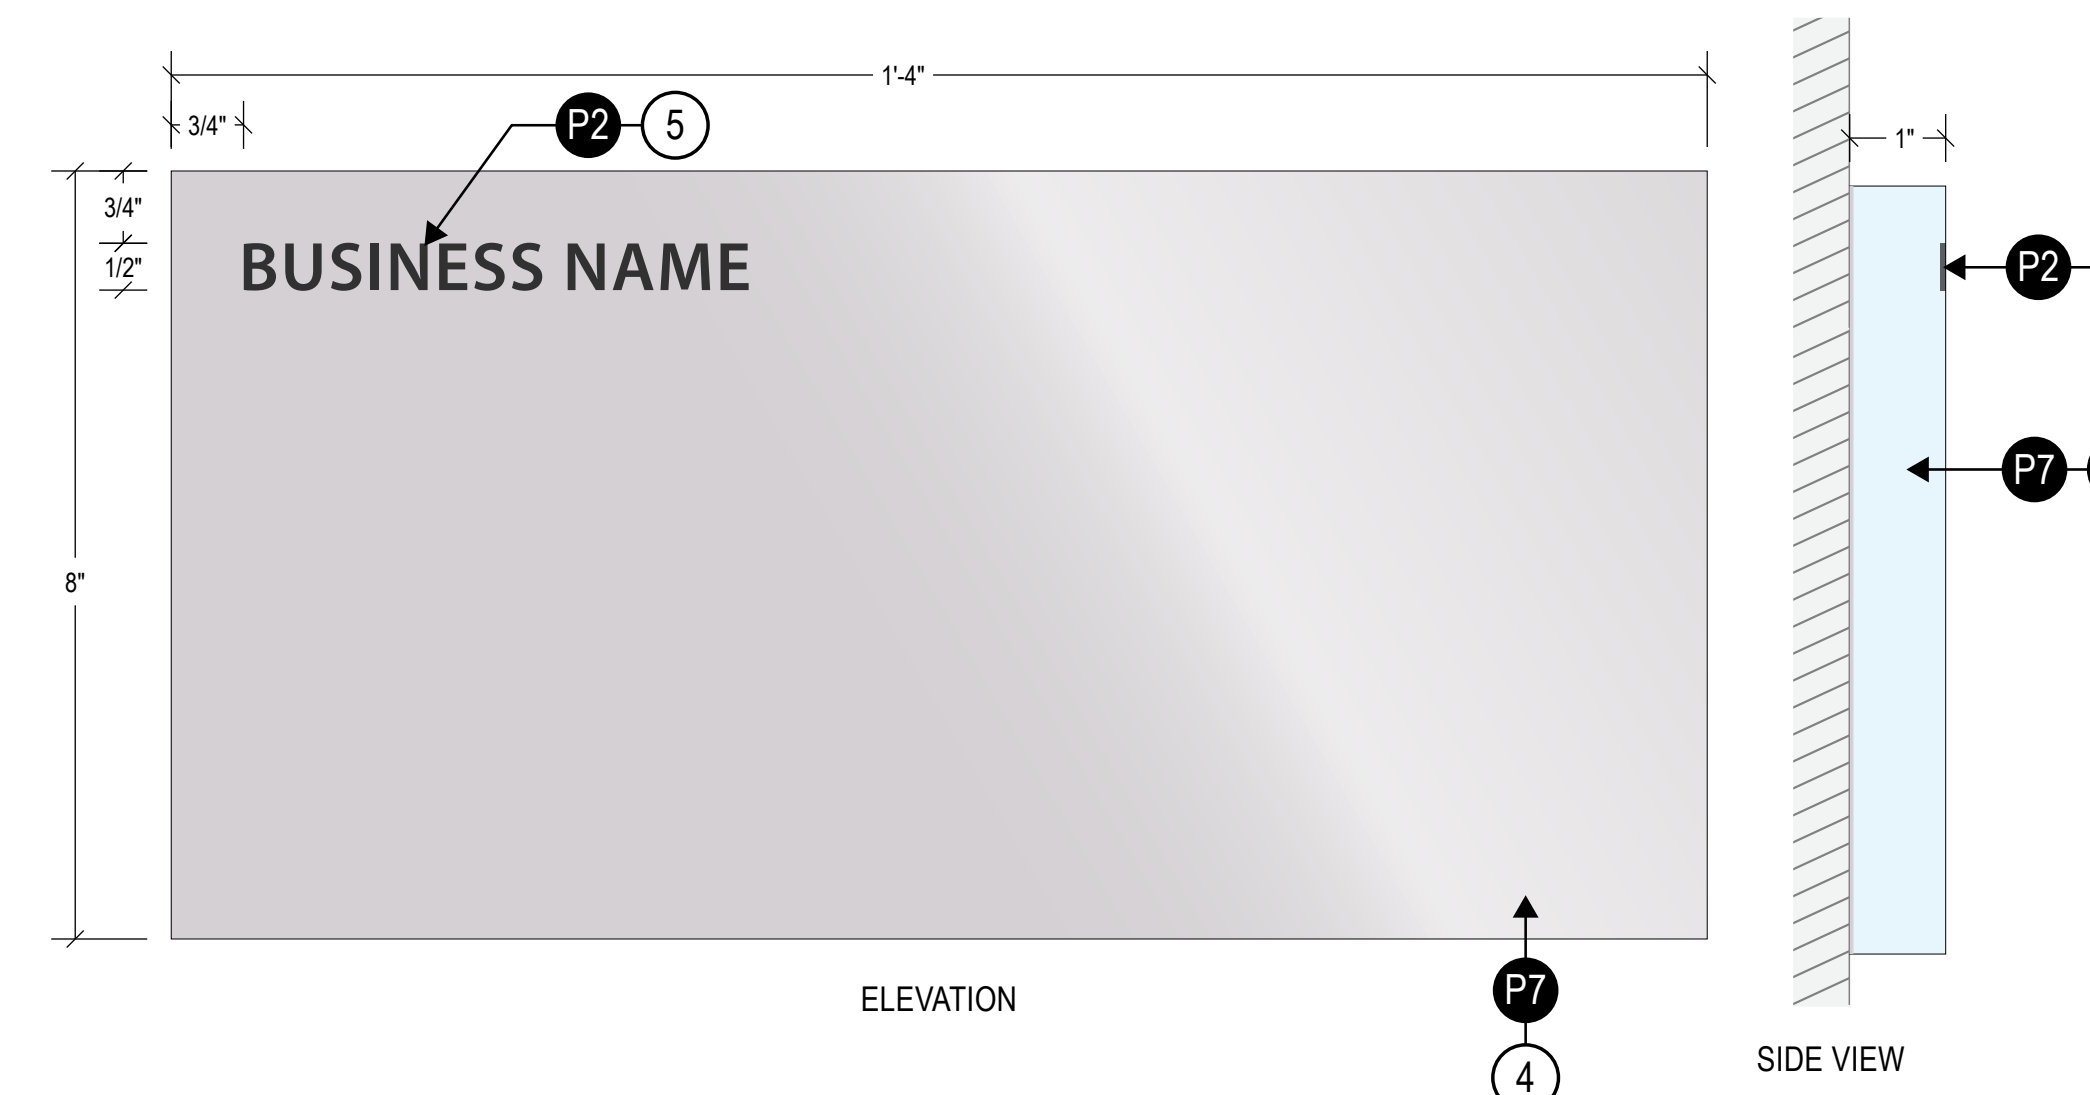 1'-4"
3/4"
P2 5
1"
3/4"
BUSINESS NAME
1/2"
P2
P7
8"
P7
ELEVATION
4
SIDE VIEW